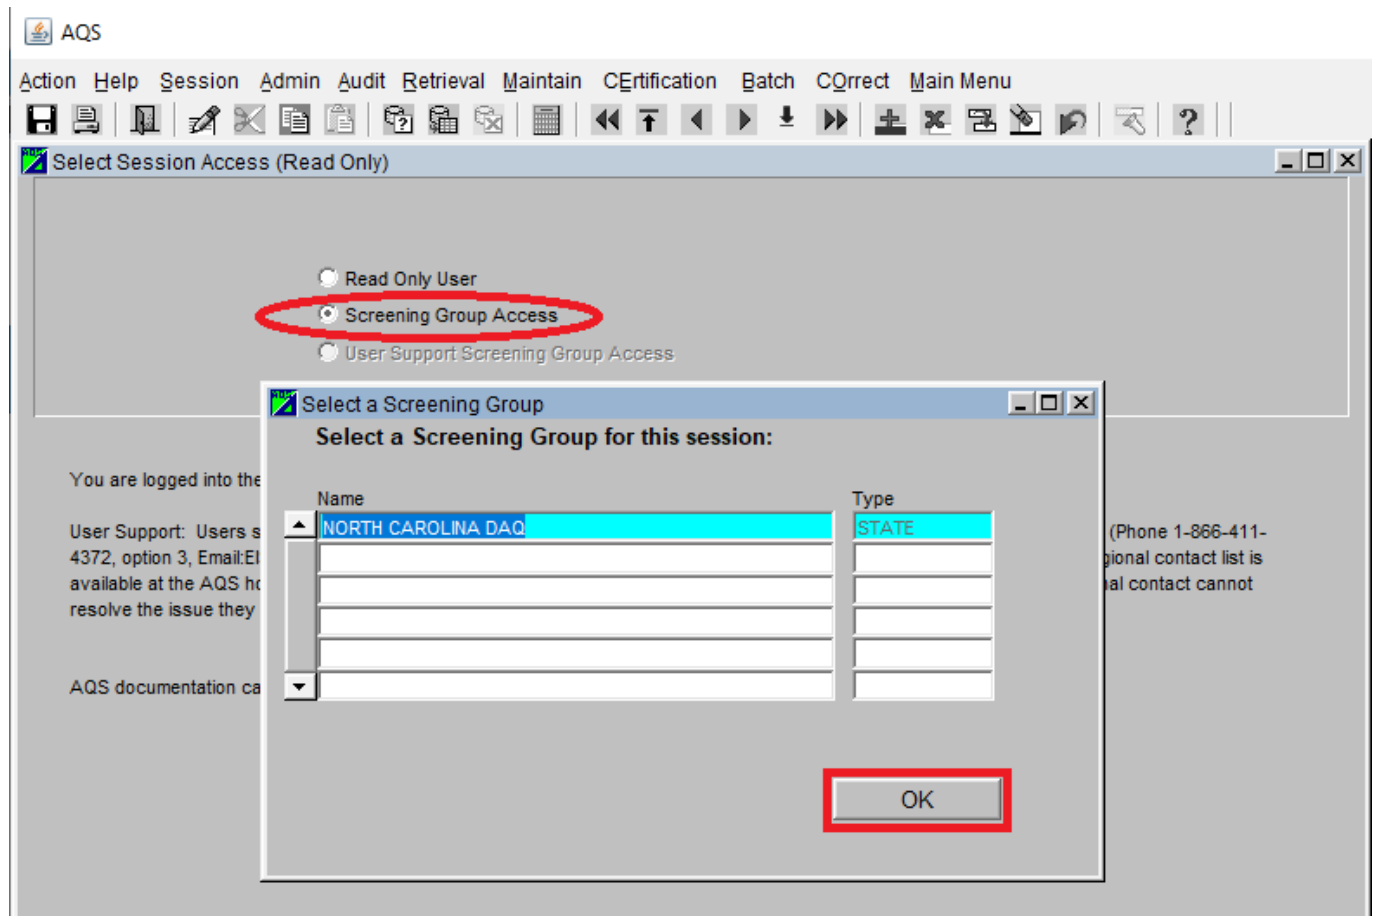 AQS
Action Help Session Admin Audit Retrieval Maintain CErtification Batch COrrect Main Menu
Select Session Access (Read Only)
Read Only User
Screening Group Access
User Support Screening Group Access
Select a Screening Group
Select a Screening Group for this session:
You are logged into the
Name Type
NORTH CAROLINA DAQ STATE
User Support: Users s (Phone 1-866-411-
4372, option 3, Email:EI gional contact list is
available at the AQS ho al contact cannot
resolve the issue they
AQS documentation ca
OK